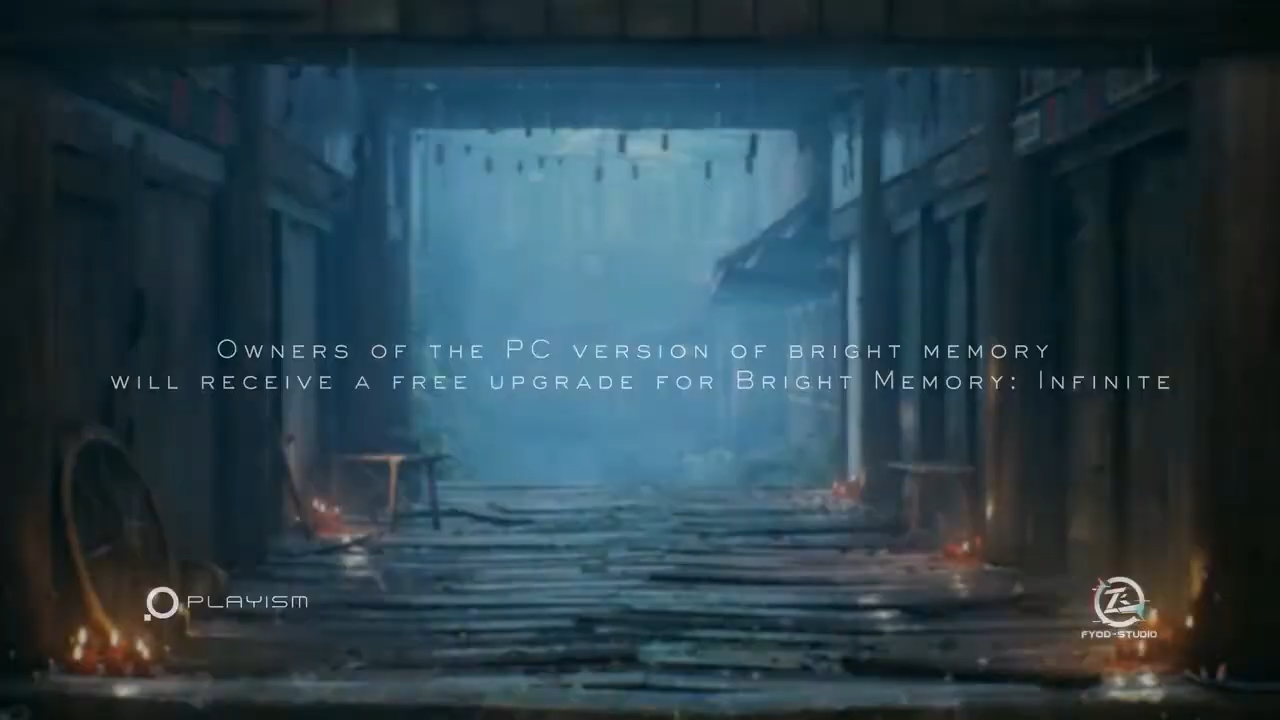 Owners of the PC version of bright memory
will receive a free upgrade for Bright Memory: Infinite
PLAYISM
飞
FYQD-STUDIO